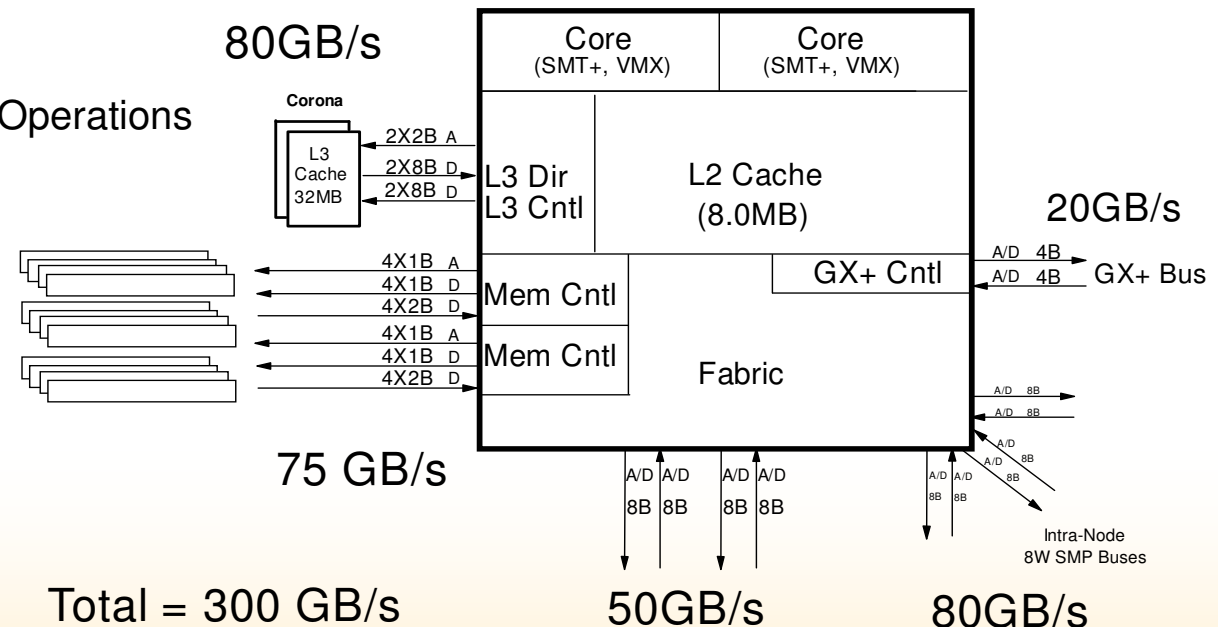 80GB/s
Operations
Corona
L3
Cache
32MB
2X2B A
2X8B D
2X8B D
Core
(SMT+, VMX)
Core
(SMT+, VMX)
L3 Dir
L3 Cntl
L2 Cache
(8.0MB)
20GB/s
A/D 4B
A/D 4B
GX+ Bus
GX+ Cntl
4X1B A
4X1B D
4X2B D
Mem Cntl
4X1B A
4X1B D
4X2B D
Mem Cntl
Fabric
A/D 8B
A/D 8B
A/D 8B
A/D 8B
75 GB/s
A/D A/D A/D A/D
8B 8B 8B 8B
A/D A/D
8B 8B
Intra-Node
8W SMP Buses
Total = 300 GB/s
50GB/s
80GB/s